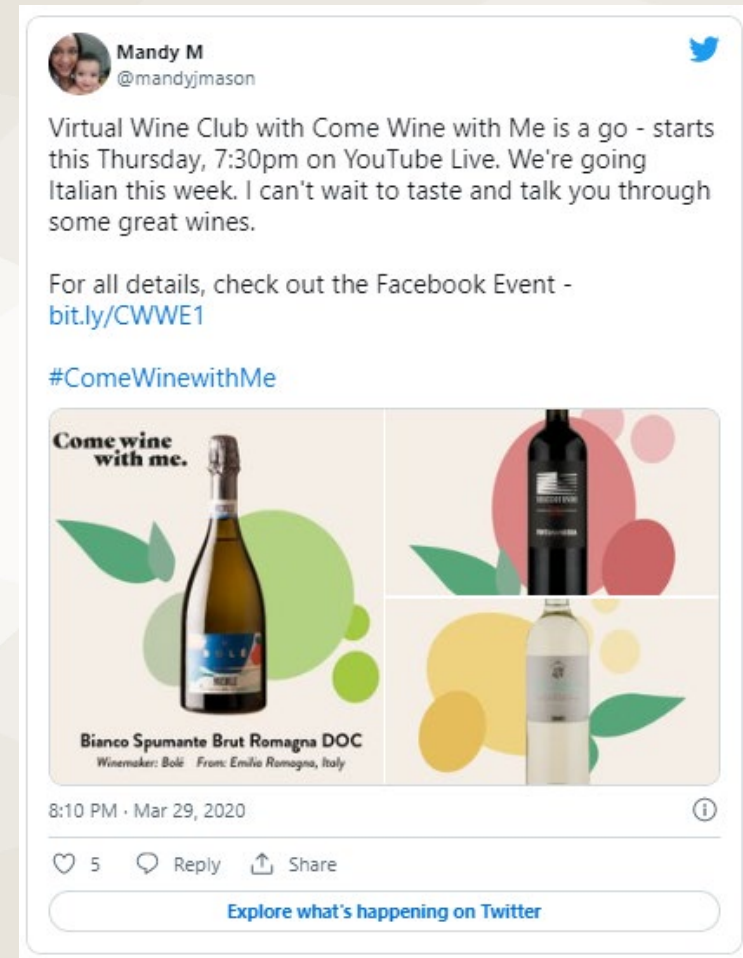 Mandy M
@mandyjmason
Virtual Wine Club with Come Wine with Me is a go - starts
this Thursday, 7:30pm on YouTube Live. We're going
Italian this week. I can't wait to taste and talk you through
some great wines.
For all details, check out the Facebook Event -
bit.ly/CWWE1
#ComeWinewithMe
Come wine
with me.
BOLÉ
Bianco Spumante Brut Romagna DOC
Winemaker: Bolé From: Emilia Romagna, Italy
8:10 PM · Mar 29, 2020
5 Reply Share
Explore what's happening on Twitter